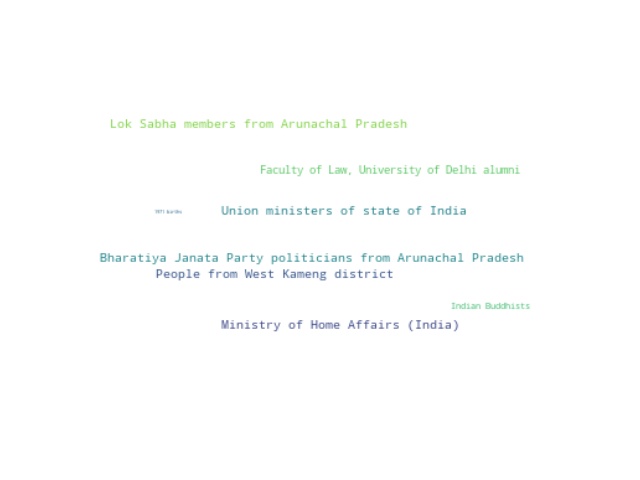 Lok Sabha members from Arunachal Pradesh
Faculty of Law, University of Delhi alumni
1971 births
Union ministers of state of India
Bharatiya Janata Party politicians from Arunachal Pradesh
People from West Kameng district
Indian Buddhists
Ministry of Home Affairs (India)